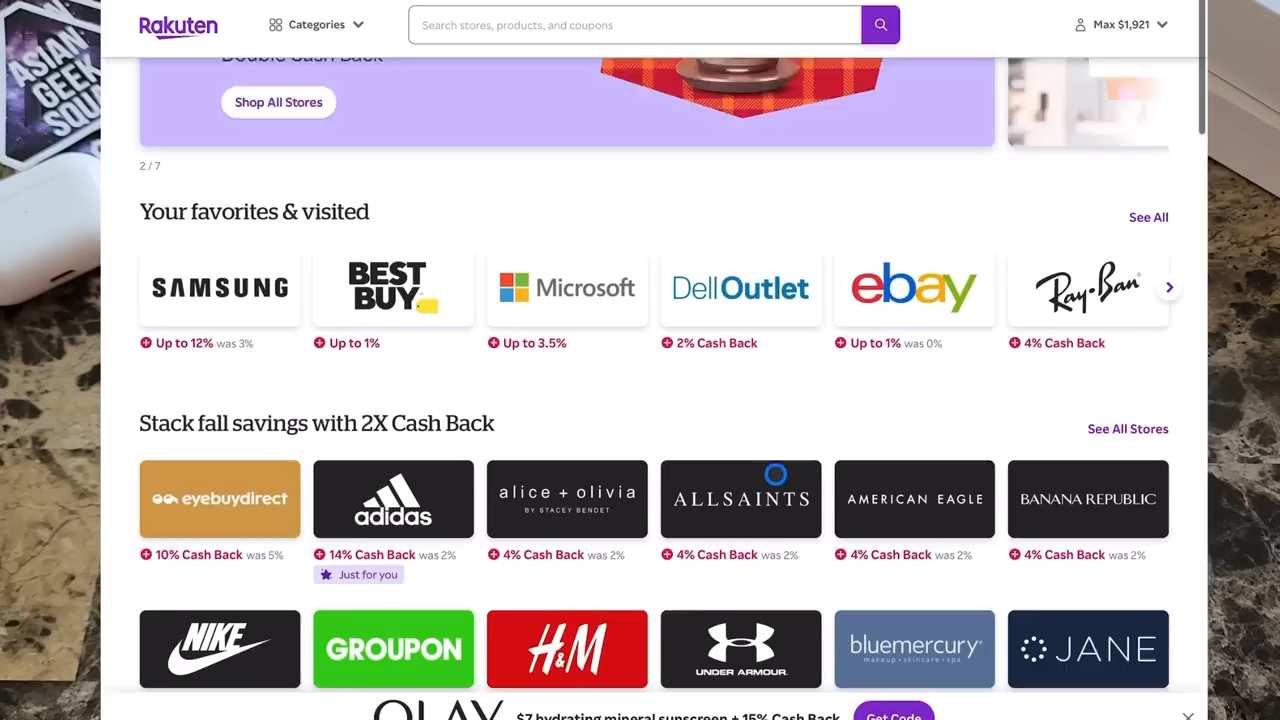 ASIAN
GEEK
SQUAD
Rakuten
Categories
Search stores, products, and coupons
Max $1,921
Double Cash Back
Shop All Stores
2 / 7
Your favorites & visited
See All
SAMSUNG
BEST
BUY
Microsoft
Dell Outlet
ebay
Ray-Ban
Up to 12% was 3%
Up to 1%
Up to 3.5%
2% Cash Back
Up to 1% was 0%
4% Cash Back
Stack fall savings with 2X Cash Back
See All Stores
eyebuydirect
adidas
alice + olivia
BY STACEY BENDET
ALLSAINTS
AMERICAN EAGLE
BANANA REPUBLIC
10% Cash Back was 5%
14% Cash Back was 2%
4% Cash Back was 2%
4% Cash Back was 2%
4% Cash Back was 2%
4% Cash Back was 2%
Just for you
NIKE
GROUPON
H&M
UNDER ARMOUR
bluemercury
makeup • skincare • spa
JANE
OLAY
$7 hydrating mineral sunscreen + 15% Cash Back
Get Code